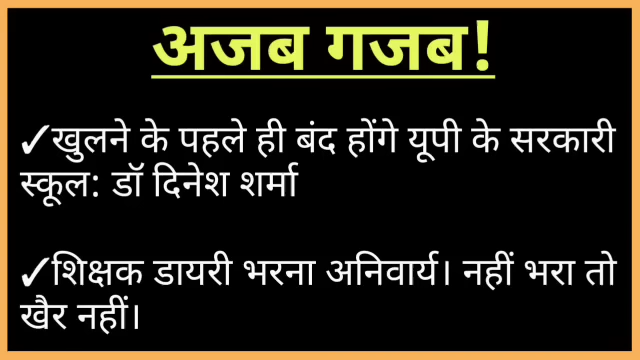 अजब गजब!
✓खुलने के पहले ही बंद होंगे यूपी के सरकारी
स्कूल: डॉ दिनेश शर्मा
✓शिक्षक डायरी भरना अनिवार्य। नहीं भरा तो
खैर नहीं।